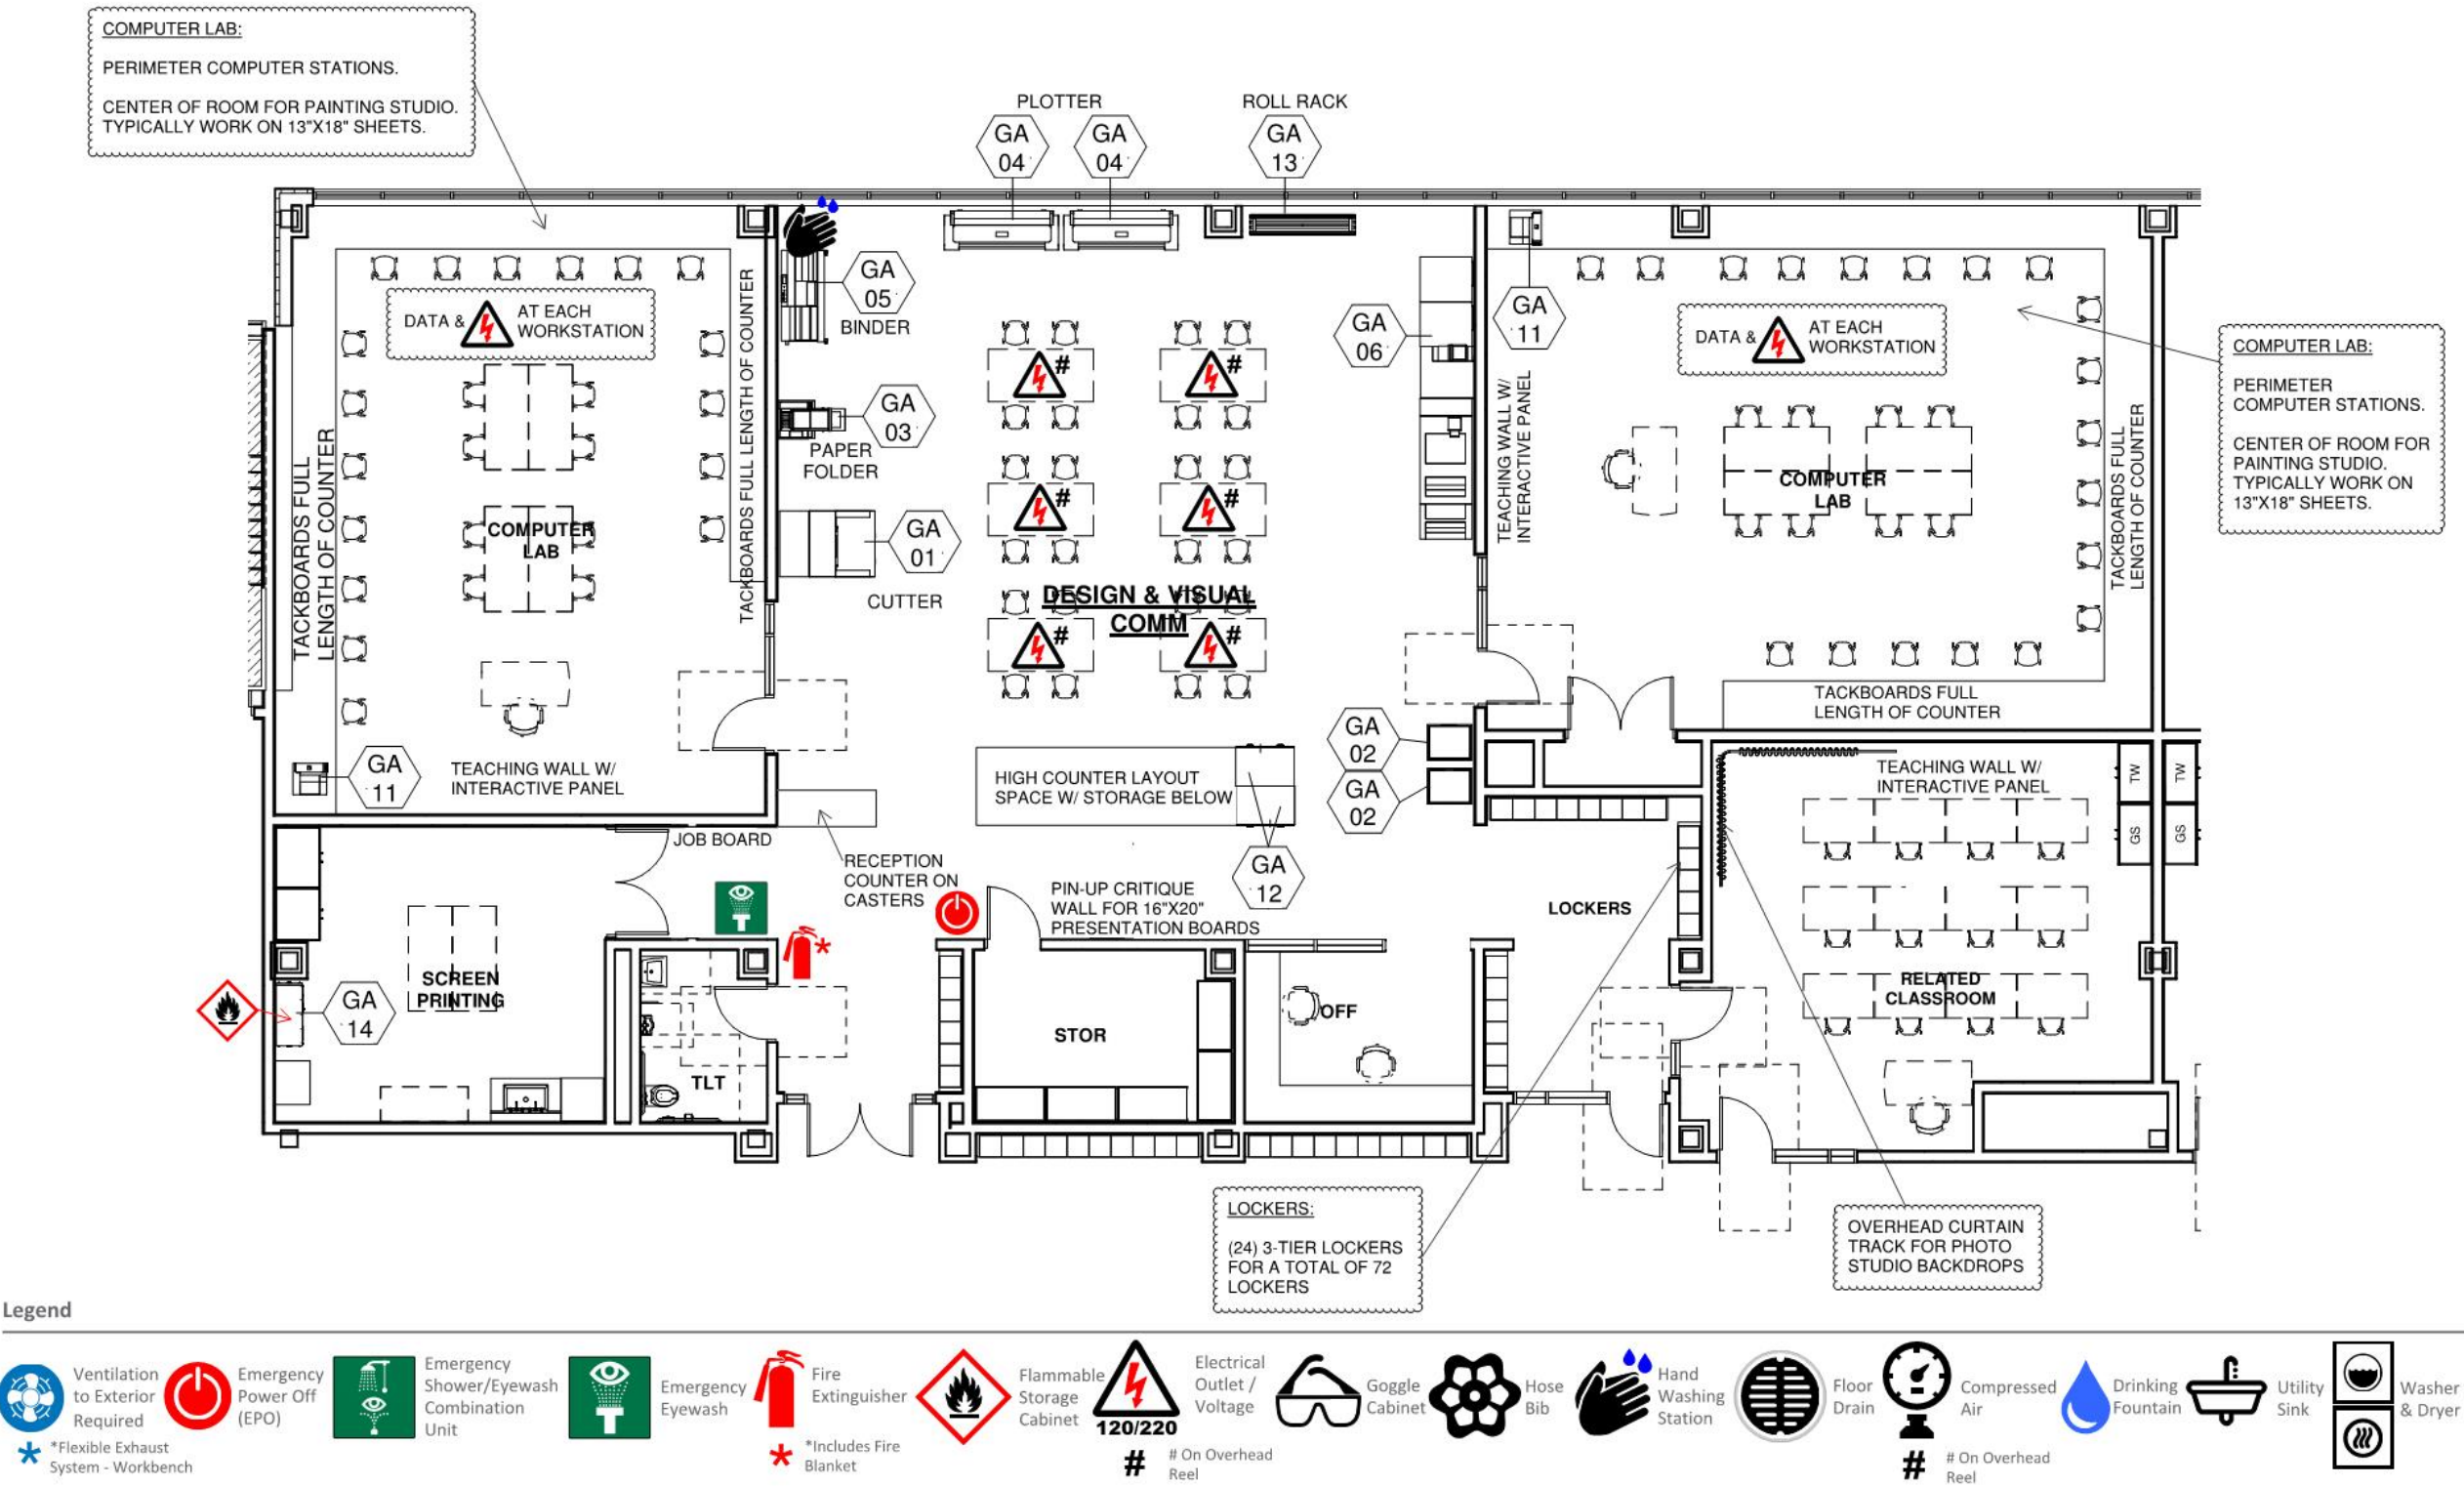 COMPUTER LAB:
PERIMETER COMPUTER STATIONS.
CENTER OF ROOM FOR PAINTING STUDIO.
TYPICALLY WORK ON 13"X18" SHEETS.
PLOTTER
GA
04
GA
04
ROLL RACK
GA
13
DATA &
AT EACH
WORKSTATION
TACKBOARDS FULL
LENGTH OF COUNTER
TACKBOARDS FULL LENGTH OF COUNTER
COMPUTER
LAB
GA
11
TEACHING WALL W/
INTERACTIVE PANEL
GA
05
BINDER
GA
03
PAPER
FOLDER
GA
01
CUTTER
#
#
#
#
#
#
DESIGN & VISUAL
COMM
GA
06
GA
11
TEACHING WALL W/
INTERACTIVE PANEL
DATA &
AT EACH
WORKSTATION
COMPUTER
LAB
TACKBOARDS FULL
LENGTH OF COUNTER
TACKBOARDS FULL
LENGTH OF COUNTER
COMPUTER LAB:
PERIMETER
COMPUTER STATIONS.
CENTER OF ROOM FOR
PAINTING STUDIO.
TYPICALLY WORK ON
13"X18" SHEETS.
GA
02
GA
02
HIGH COUNTER LAYOUT
SPACE W/ STORAGE BELOW
GA
12
JOB BOARD
RECEPTION
COUNTER ON
CASTERS
PIN-UP CRITIQUE
WALL FOR 16"X20"
PRESENTATION BOARDS
LOCKERS
TEACHING WALL W/
INTERACTIVE PANEL
TW
TW
GS
GS
SCREEN
PRINTING
GA
14
*
TLT
STOR
OFF
RELATED
CLASSROOM
LOCKERS:
(24) 3-TIER LOCKERS
FOR A TOTAL OF 72
LOCKERS
OVERHEAD CURTAIN
TRACK FOR PHOTO
STUDIO BACKDROPS
Legend
Ventilation
to Exterior
Required
* *Flexible Exhaust
System - Workbench
Emergency
Power Off
(EPO)
Emergency
Shower/Eyewash
Combination
Unit
Emergency
Eyewash
Fire
Extinguisher
* *Includes Fire
Blanket
Flammable
Storage
Cabinet
120/220
Electrical
Outlet /
Voltage
# # On Overhead
Reel
Goggle
Cabinet
Hose
Bib
Hand
Washing
Station
Floor
Drain
Compressed
Air
# # On Overhead
Reel
Drinking
Fountain
Utility
Sink
Washer
& Dryer